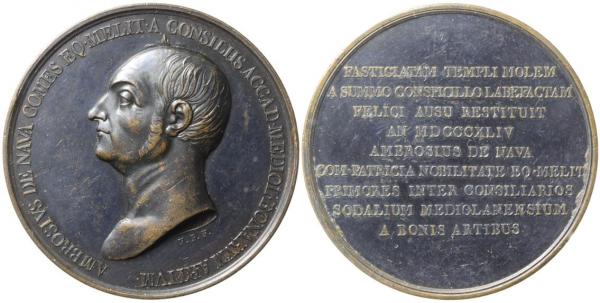 AMBROSIVS·DE NAVA COMES EQ·MELIT·A CONSILIIS ACCAD·MEDIOL·BONARVM ARTIVM·
F.B.F.
FASTIGIATAM TEMPLI MOLEM
A SUMMO CONSPICILLO LABEFACTAM
FELICI AUSU RESTITUIT
AN MDCCCXLIV
AMBROSIUS DE NAVA
COM·PATRICIA NOBILITATE EQ·MELIT
PRIMORES INTER CONSILIARIOS
SODALIUM MEDIOLANENSIUM
A BONIS ARTIBUS